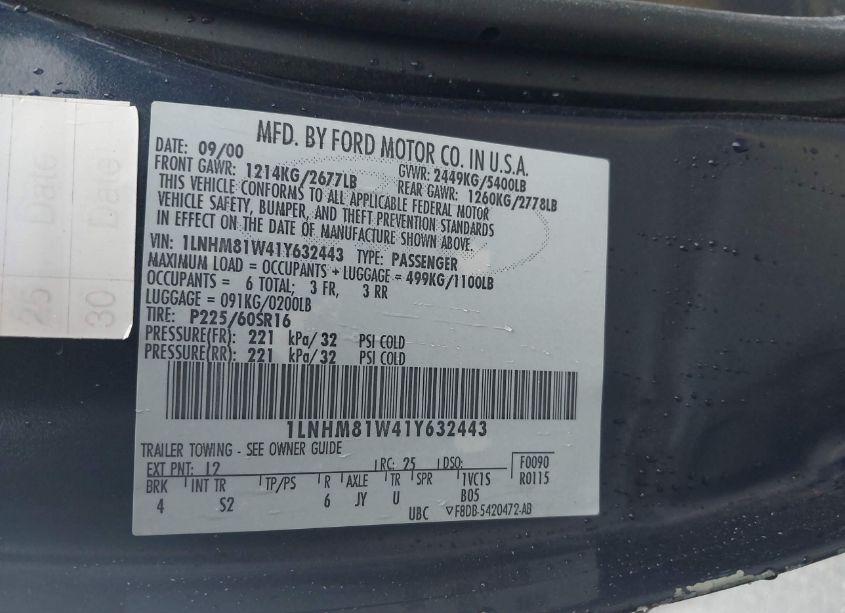 MFD. BY FORD MOTOR CO. IN U.S.A.
DATE: 09/00 GVWR: 2449KG/5400LB
FRONT GAWR: 1214KG/2677LB REAR GAWR: 1260KG/2778LB
THIS VEHICLE CONFORMS TO ALL APPLICABLE FEDERAL MOTOR
VEHICLE SAFETY, BUMPER, AND THEFT PREVENTION STANDARDS
IN EFFECT ON THE DATE OF MANUFACTURE SHOWN ABOVE.
VIN: 1LNHM81W41Y632443 TYPE: PASSENGER
MAXIMUM LOAD = OCCUPANTS + LUGGAGE = 499KG/1100LB
OCCUPANTS = 6 TOTAL; 3 FR, 3 RR
LUGGAGE = 091KG/0200LB
TIRE: P225/60SR16
PRESSURE(FR): 221 kPa/32 PSI COLD
PRESSURE(RR): 221 kPa/32 PSI COLD
1LNHM81W41Y632443
TRAILER TOWING - SEE OWNER GUIDE
EXT PNT: 12 RC: 25 DSO: F0090
BRK INT TR TP/PS R AXLE TR SPR 1VC1S R0115
4 S2 6 JY U B05
UBC ▽F8DB-5420472-AB
25 Date
30 Date